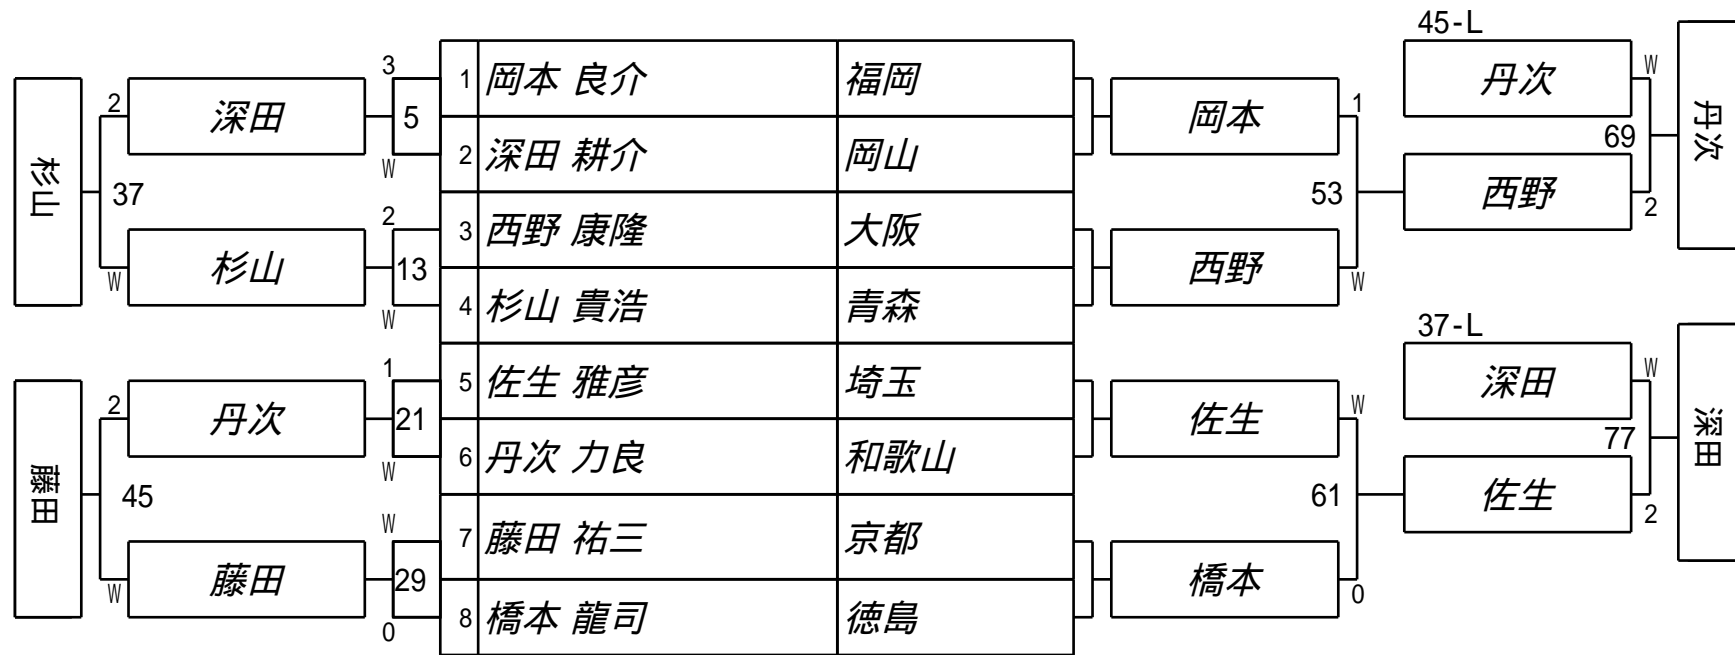 45-L
3 1 岡本 良介 福岡 丹次 W
2 深田 5 岡本 1
W 2 深田 耕介 岡山 69 丹次
杉山 37 53 西野 2
2 3 西野 康隆 大阪
W 杉山 13 西野 W
W 4 杉山 貴浩 青森
37-L
1 5 佐生 雅彦 埼玉 深田 W
2 丹次 21 佐生 W
W 6 丹次 力良 和歌山 77 深田
藤田 45 61 佐生 2
W 7 藤田 祐三 京都
W 藤田 29 橋本 0
0 8 橋本 龍司 徳島